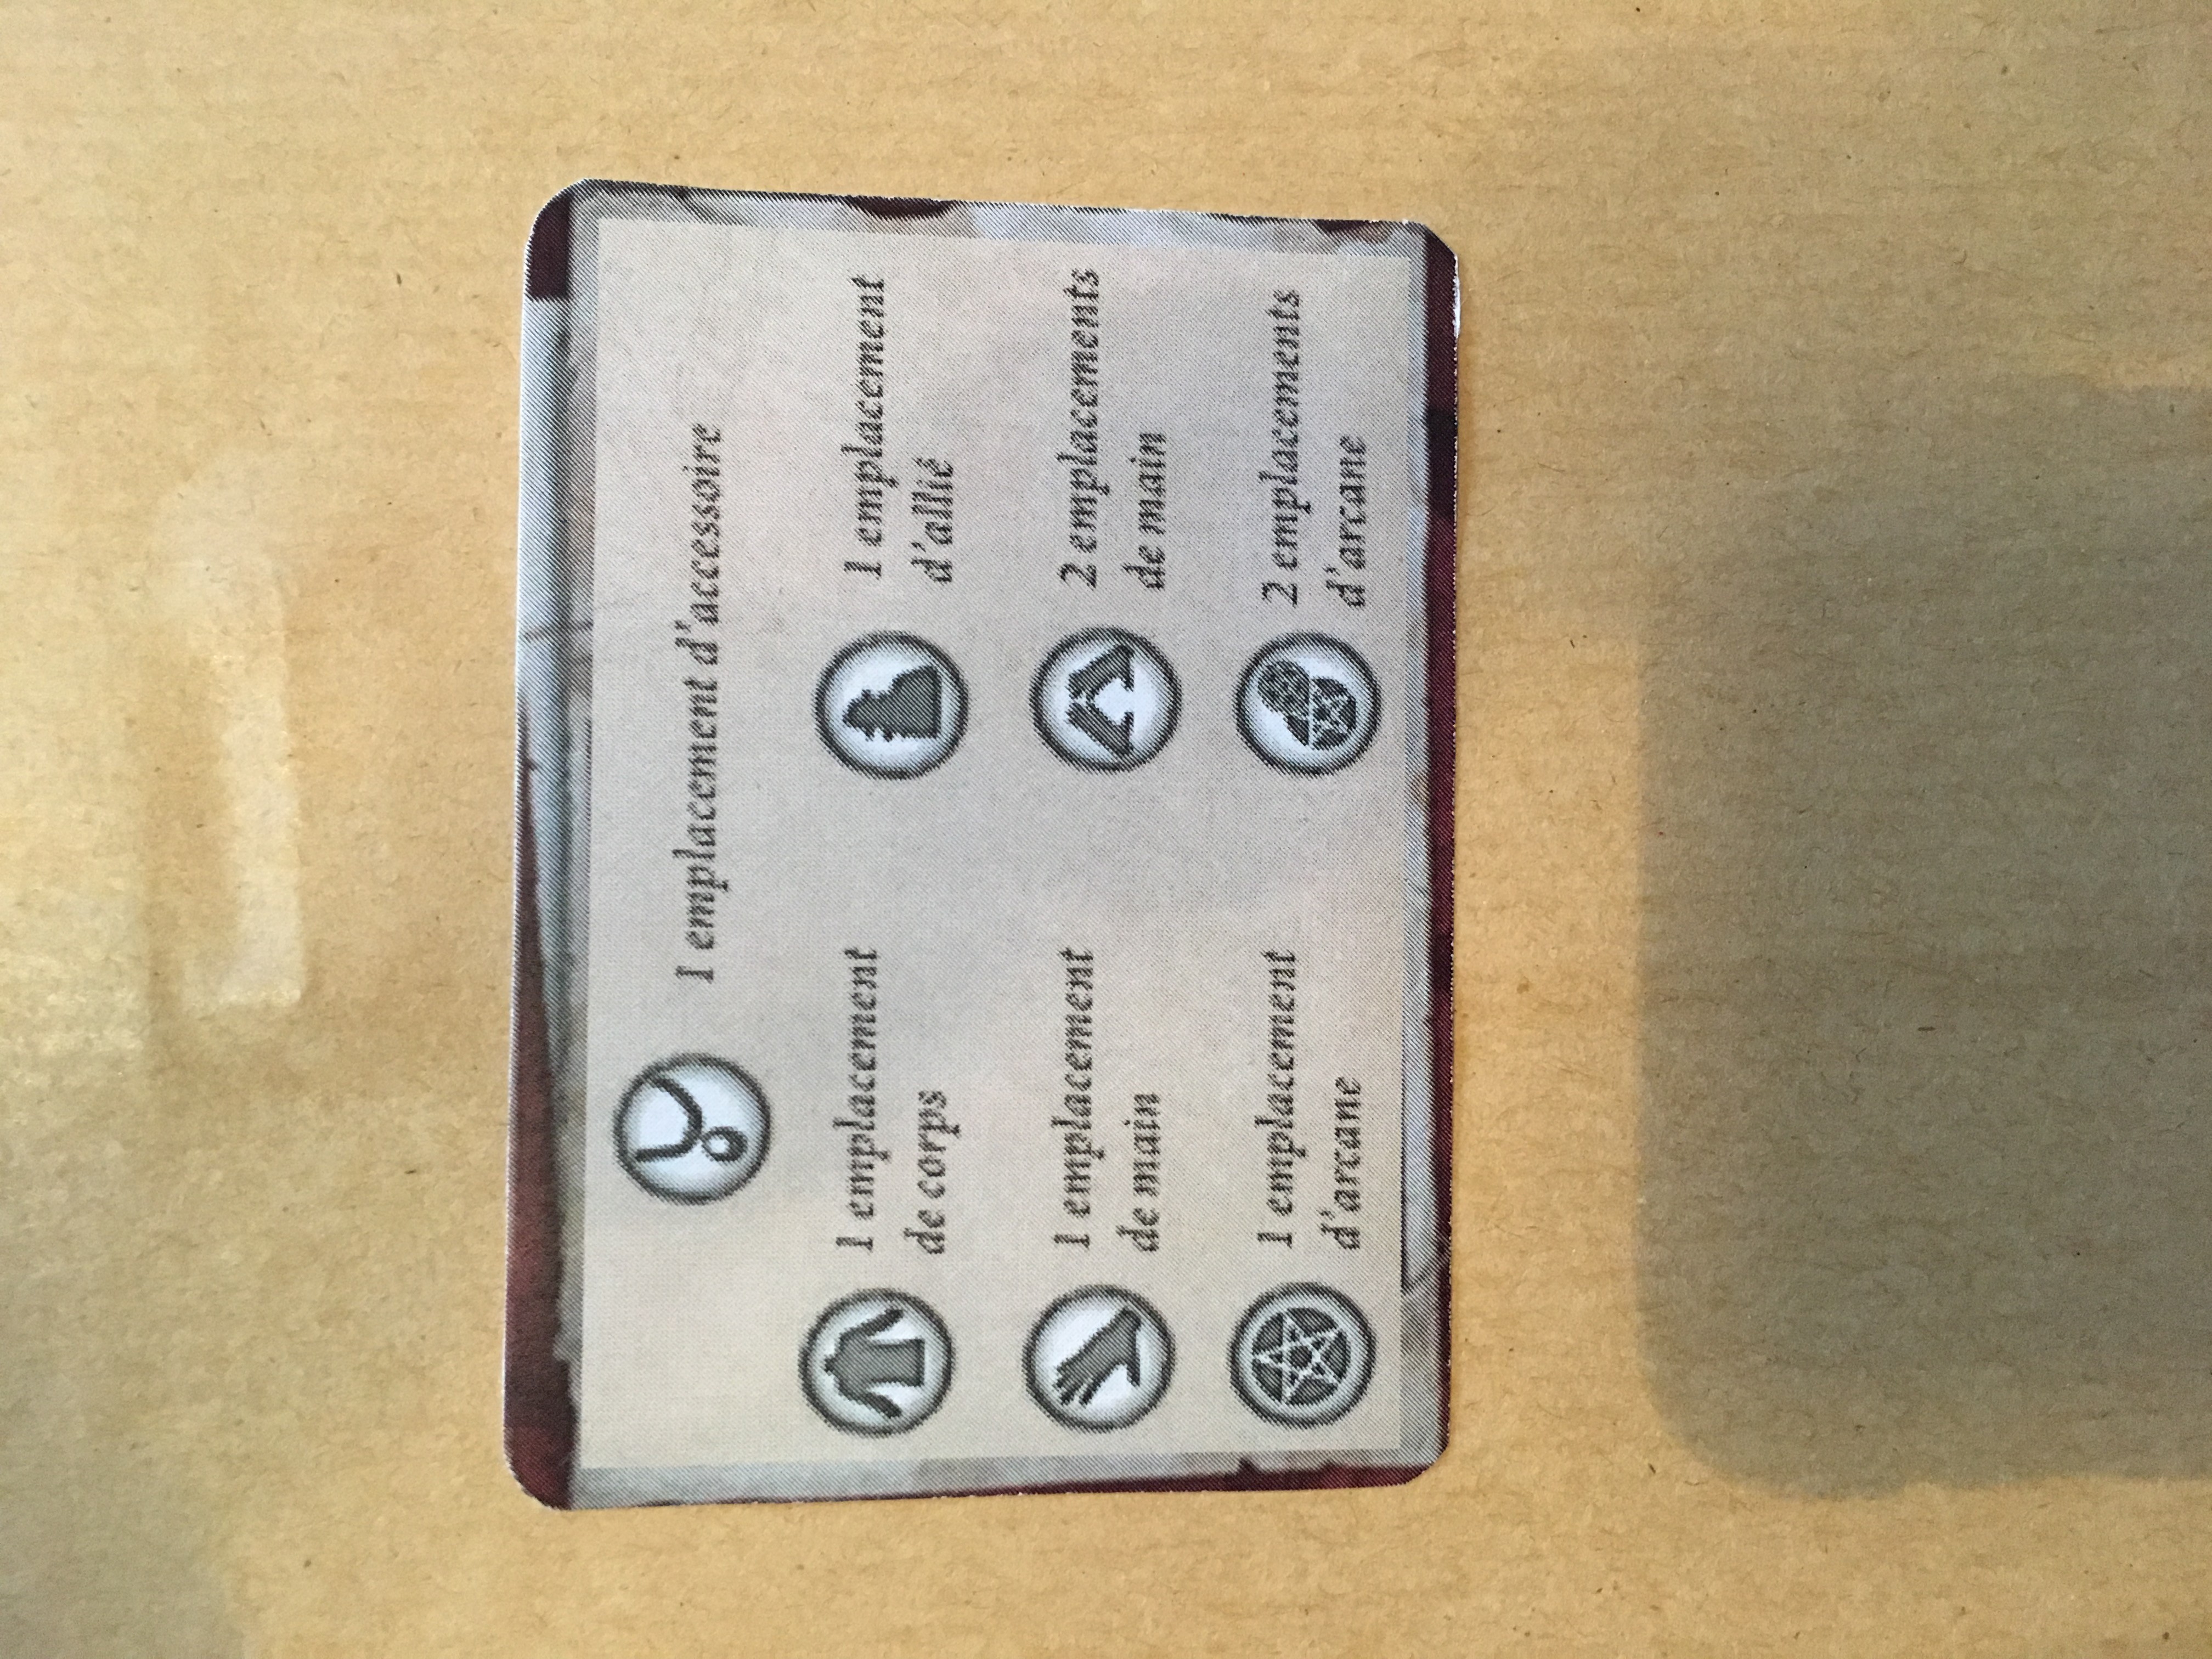 1 emplacement d'accessoire
1 emplacement
de corps
1 emplacement
d'allié
1 emplacement
de main
2 emplacements
de main
1 emplacement
d'arcane
2 emplacements
d'arcane